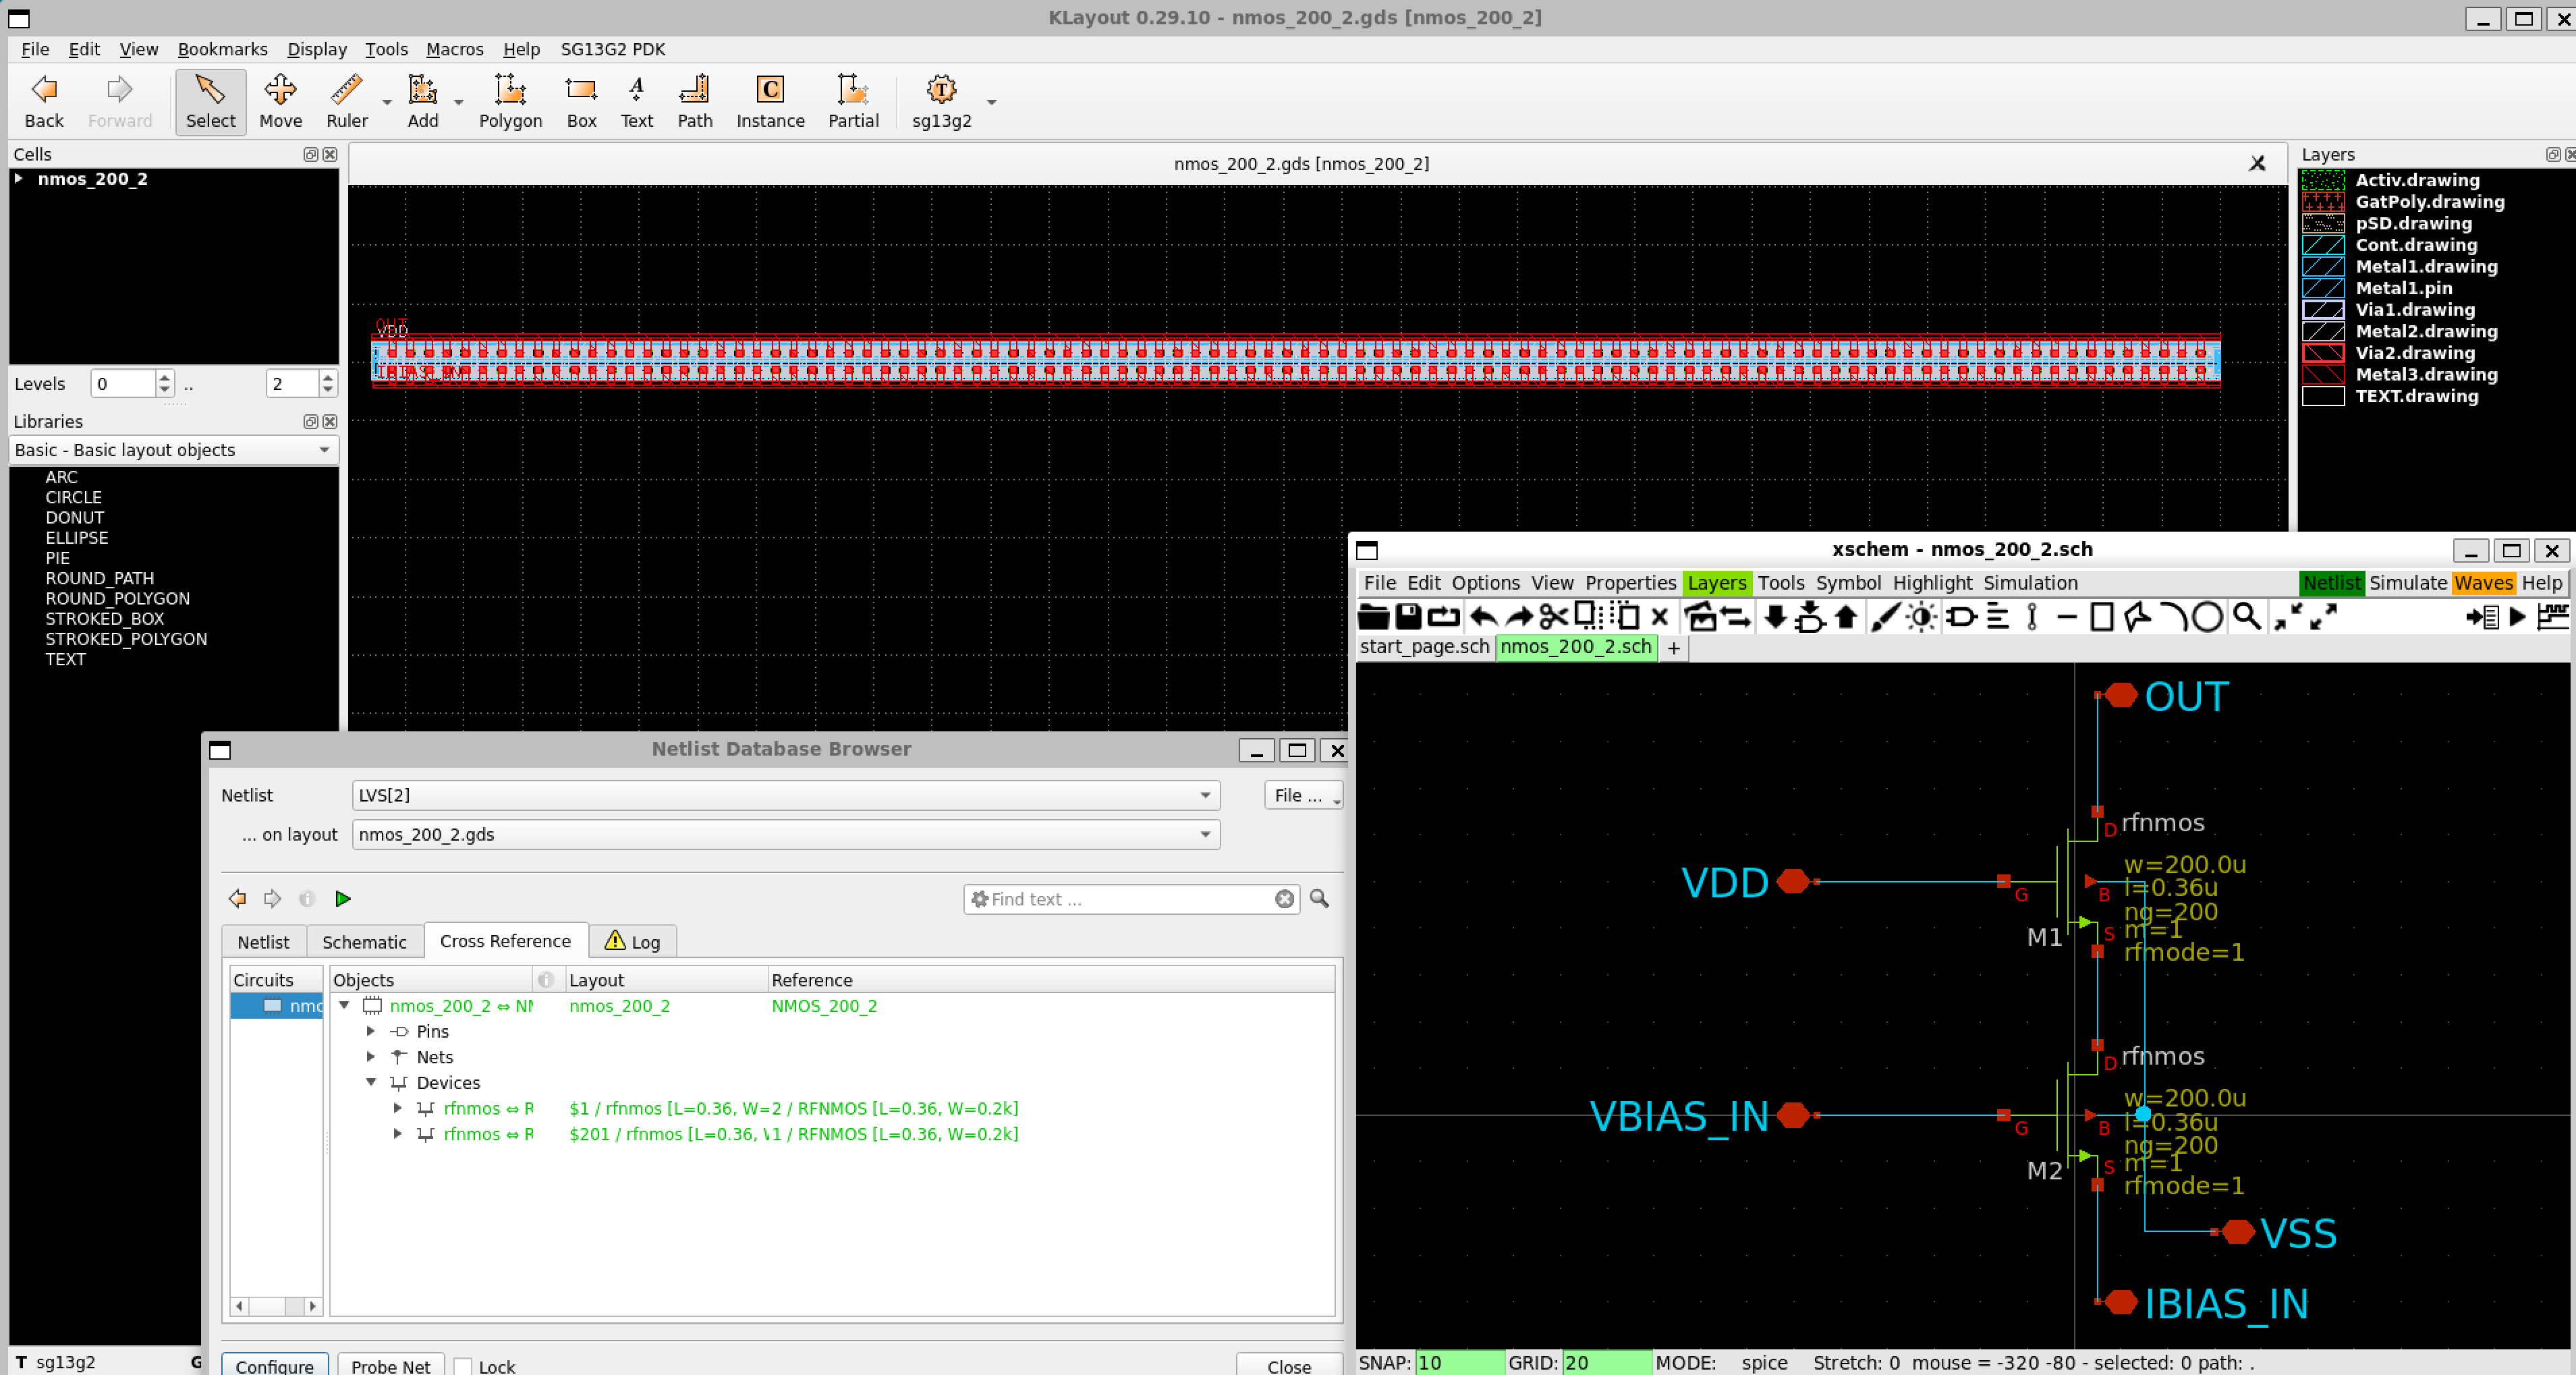 KLayout 0.29.10 - nmos_200_2.gds [nmos_200_2]
File Edit View Bookmarks Display Tools Macros Help SG13G2 PDK
Back Forward Select Move Ruler Add Polygon Box Text Path Instance Partial sg13g2
Cells
nmos_200_2
Levels 0 .. 2
Libraries
Basic - Basic layout objects
ARC
CIRCLE
DONUT
ELLIPSE
PIE
ROUND_PATH
ROUND_POLYGON
STROKED_BOX
STROKED_POLYGON
TEXT
T sg13g2 G
nmos_200_2.gds [nmos_200_2]
OUT
VDD
Layers
Activ.drawing
GatPoly.drawing
pSD.drawing
Cont.drawing
Metal1.drawing
Metal1.pin
Via1.drawing
Metal2.drawing
Via2.drawing
Metal3.drawing
TEXT.drawing
Netlist Database Browser
Netlist LVS[2] File ...
... on layout nmos_200_2.gds
Find text ...
Netlist Schematic Cross Reference Log
Circuits Objects Layout Reference
nmc nmos_200_2 ⇔ NM nmos_200_2 NMOS_200_2
Pins
Nets
Devices
rfnmos ⇔ R $1 / rfnmos [L=0.36, W=2 / RFNMOS [L=0.36, W=0.2k]
rfnmos ⇔ R $201 / rfnmos [L=0.36, \1 / RFNMOS [L=0.36, W=0.2k]
Configure Probe Net Lock Close
xschem - nmos_200_2.sch
File Edit Options View Properties Layers Tools Symbol Highlight Simulation Netlist Simulate Waves Help
start_page.sch nmos_200_2.sch +
OUT
D rfnmos
VDD
G
B
w=200.0u
l=0.36u
ng=200
m=1
rfmode=1
M1
S
D rfnmos
VBIAS_IN
G
B
w=200.0u
l=0.36u
ng=200
m=1
rfmode=1
M2
S
VSS
IBIAS_IN
SNAP: 10 GRID: 20 MODE: spice Stretch: 0 mouse = -320 -80 - selected: 0 path: .